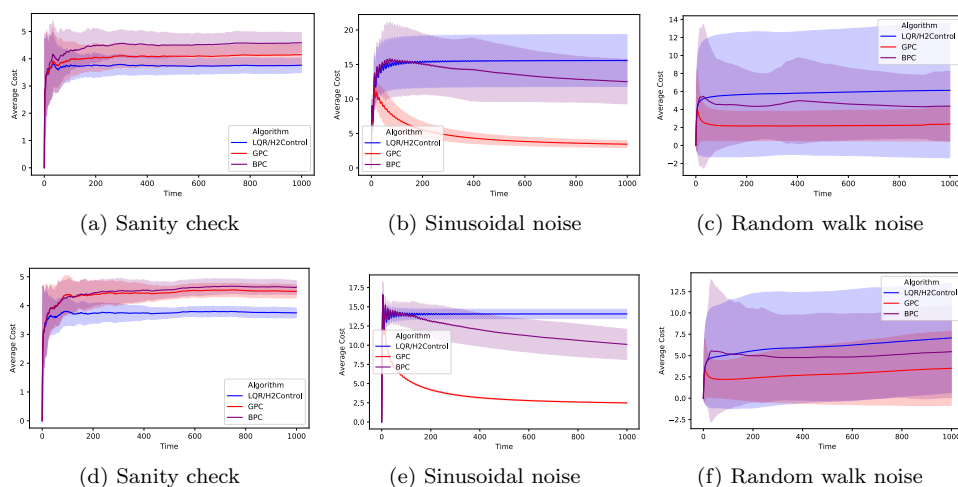 5
4
3
2
1
0
Average Cost
0 200 400 600 800 1000
Time
Algorithm
LQR/H2Control
GPC
BPC
(a) Sanity check
20
15
10
5
0
Average Cost
0 200 400 600 800 1000
Time
Algorithm
LQR/H2Control
GPC
BPC
(b) Sinusoidal noise
14
12
10
8
6
4
2
0
−2
Average Cost
0 200 400 600 800 1000
Time
Algorithm
LQR/H2Control
GPC
BPC
(c) Random walk noise
5
4
3
2
1
0
Average Cost
0 200 400 600 800 1000
Time
Algorithm
LQR/H2Control
GPC
BPC
(d) Sanity check
17.5
15.0
12.5
10.0
7.5
5.0
2.5
0.0
Average Cost
0 200 400 600 800 1000
Time
Algorithm
LQR/H2Control
GPC
BPC
(e) Sinusoidal noise
12.5
10.0
7.5
5.0
2.5
0.0
−2.5
Average Cost
0 200 400 600 800 1000
Time
Algorithm
LQR/H2Control
GPC
BPC
(f) Random walk noise